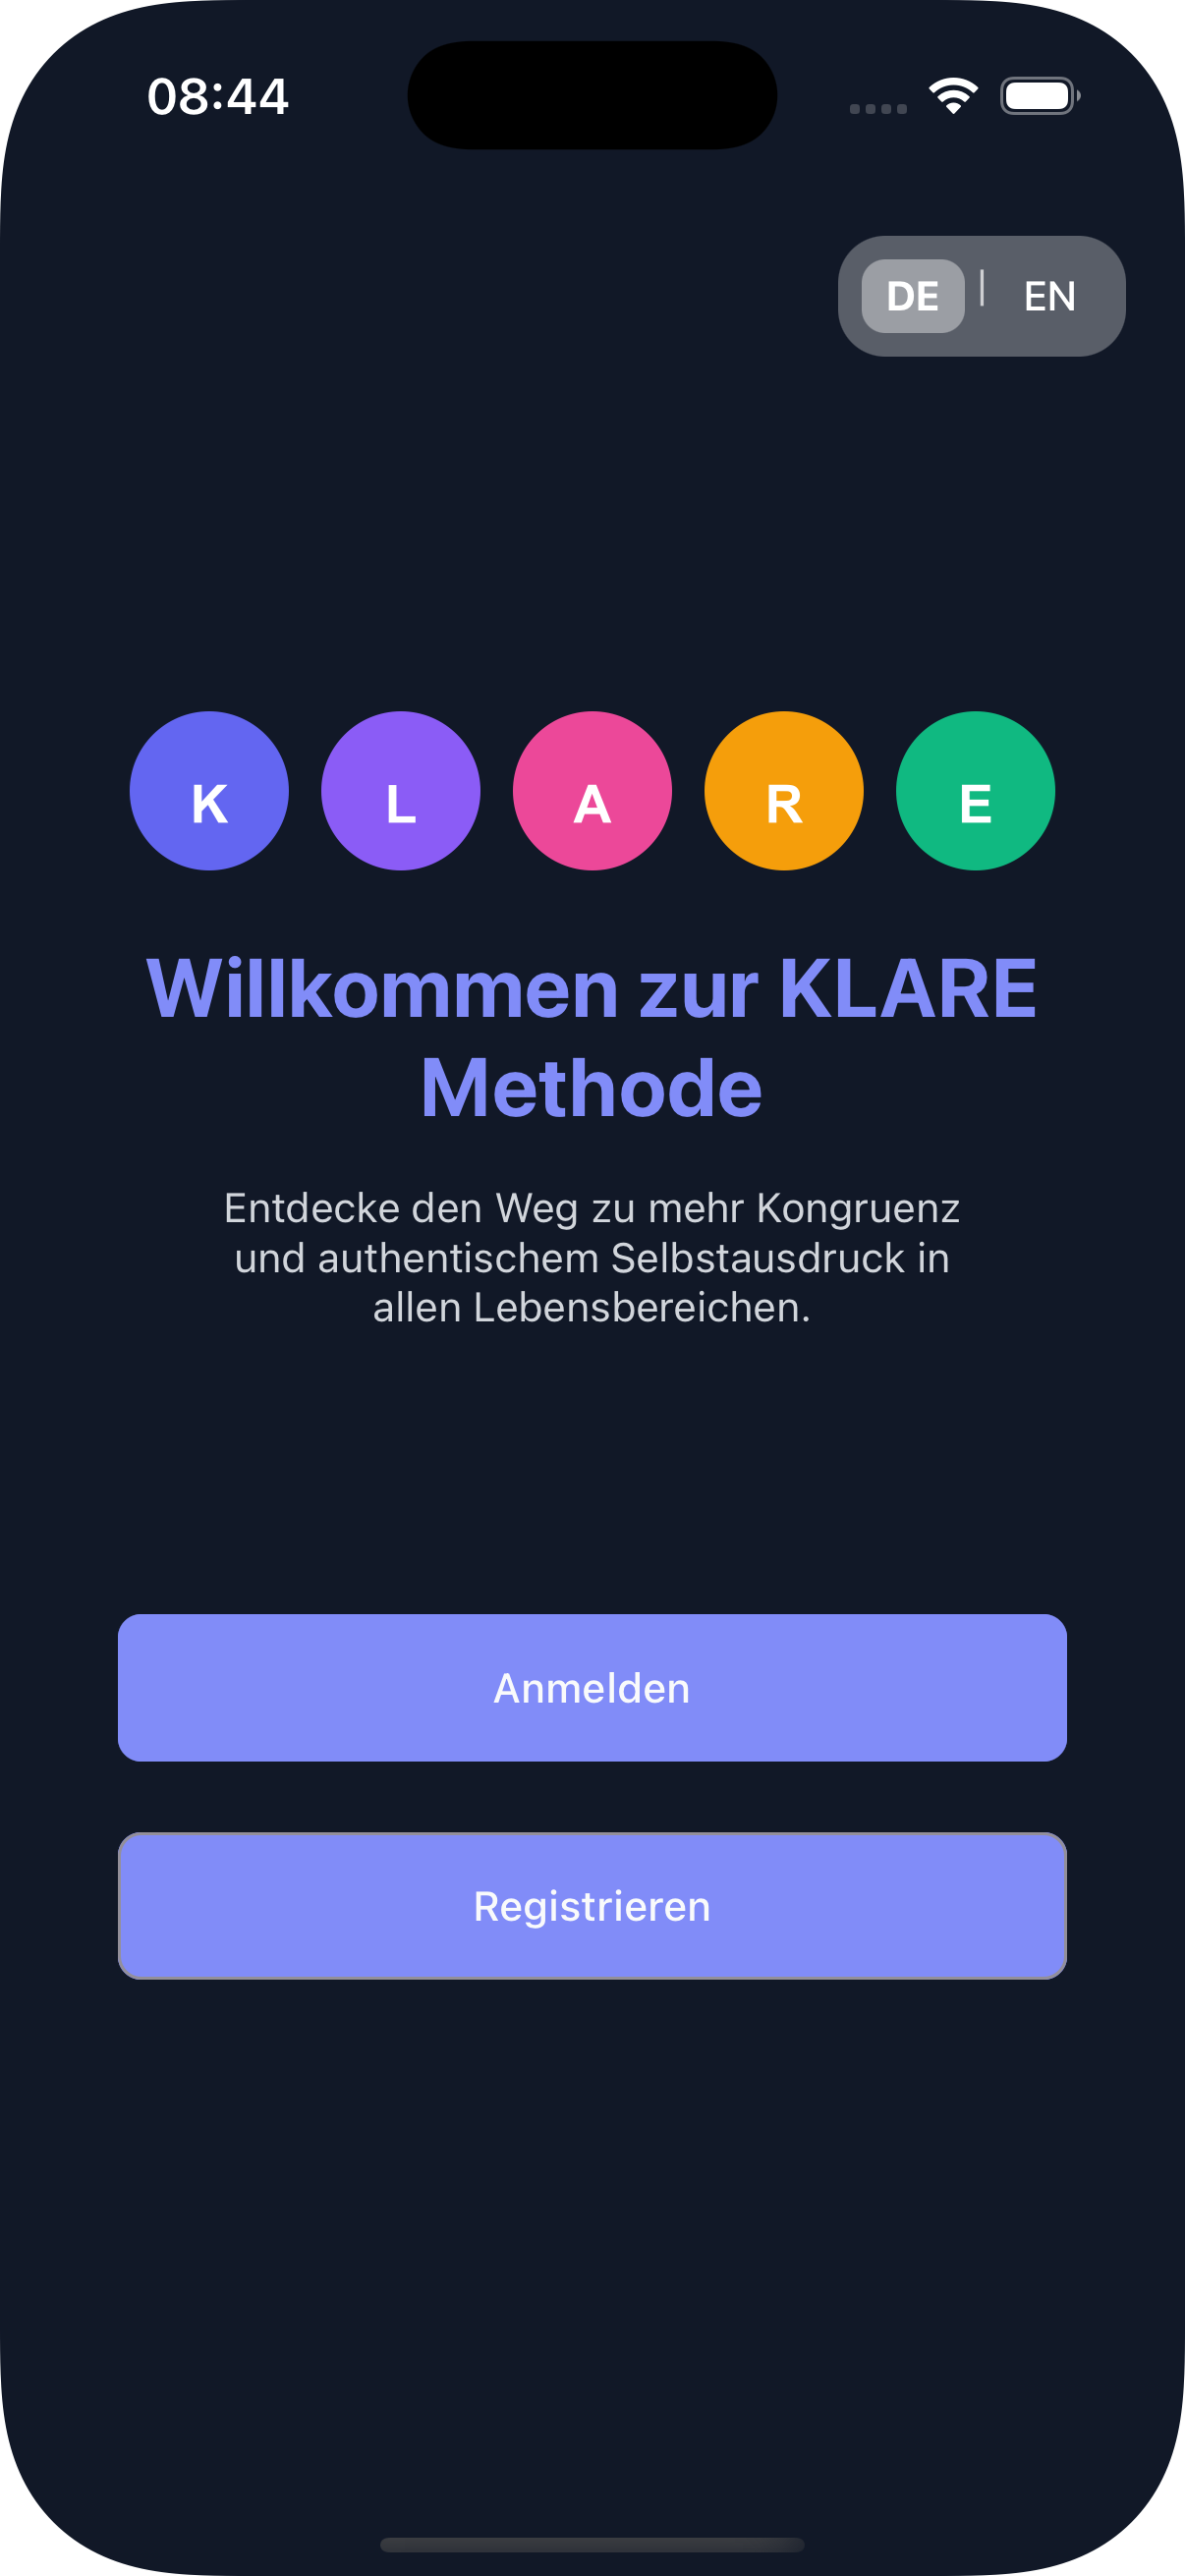 08:44
DE | EN
K L A R E
Willkommen zur KLARE
Methode
Entdecke den Weg zu mehr Kongruenz
und authentischem Selbstausdruck in
allen Lebensbereichen.
Anmelden
Registrieren